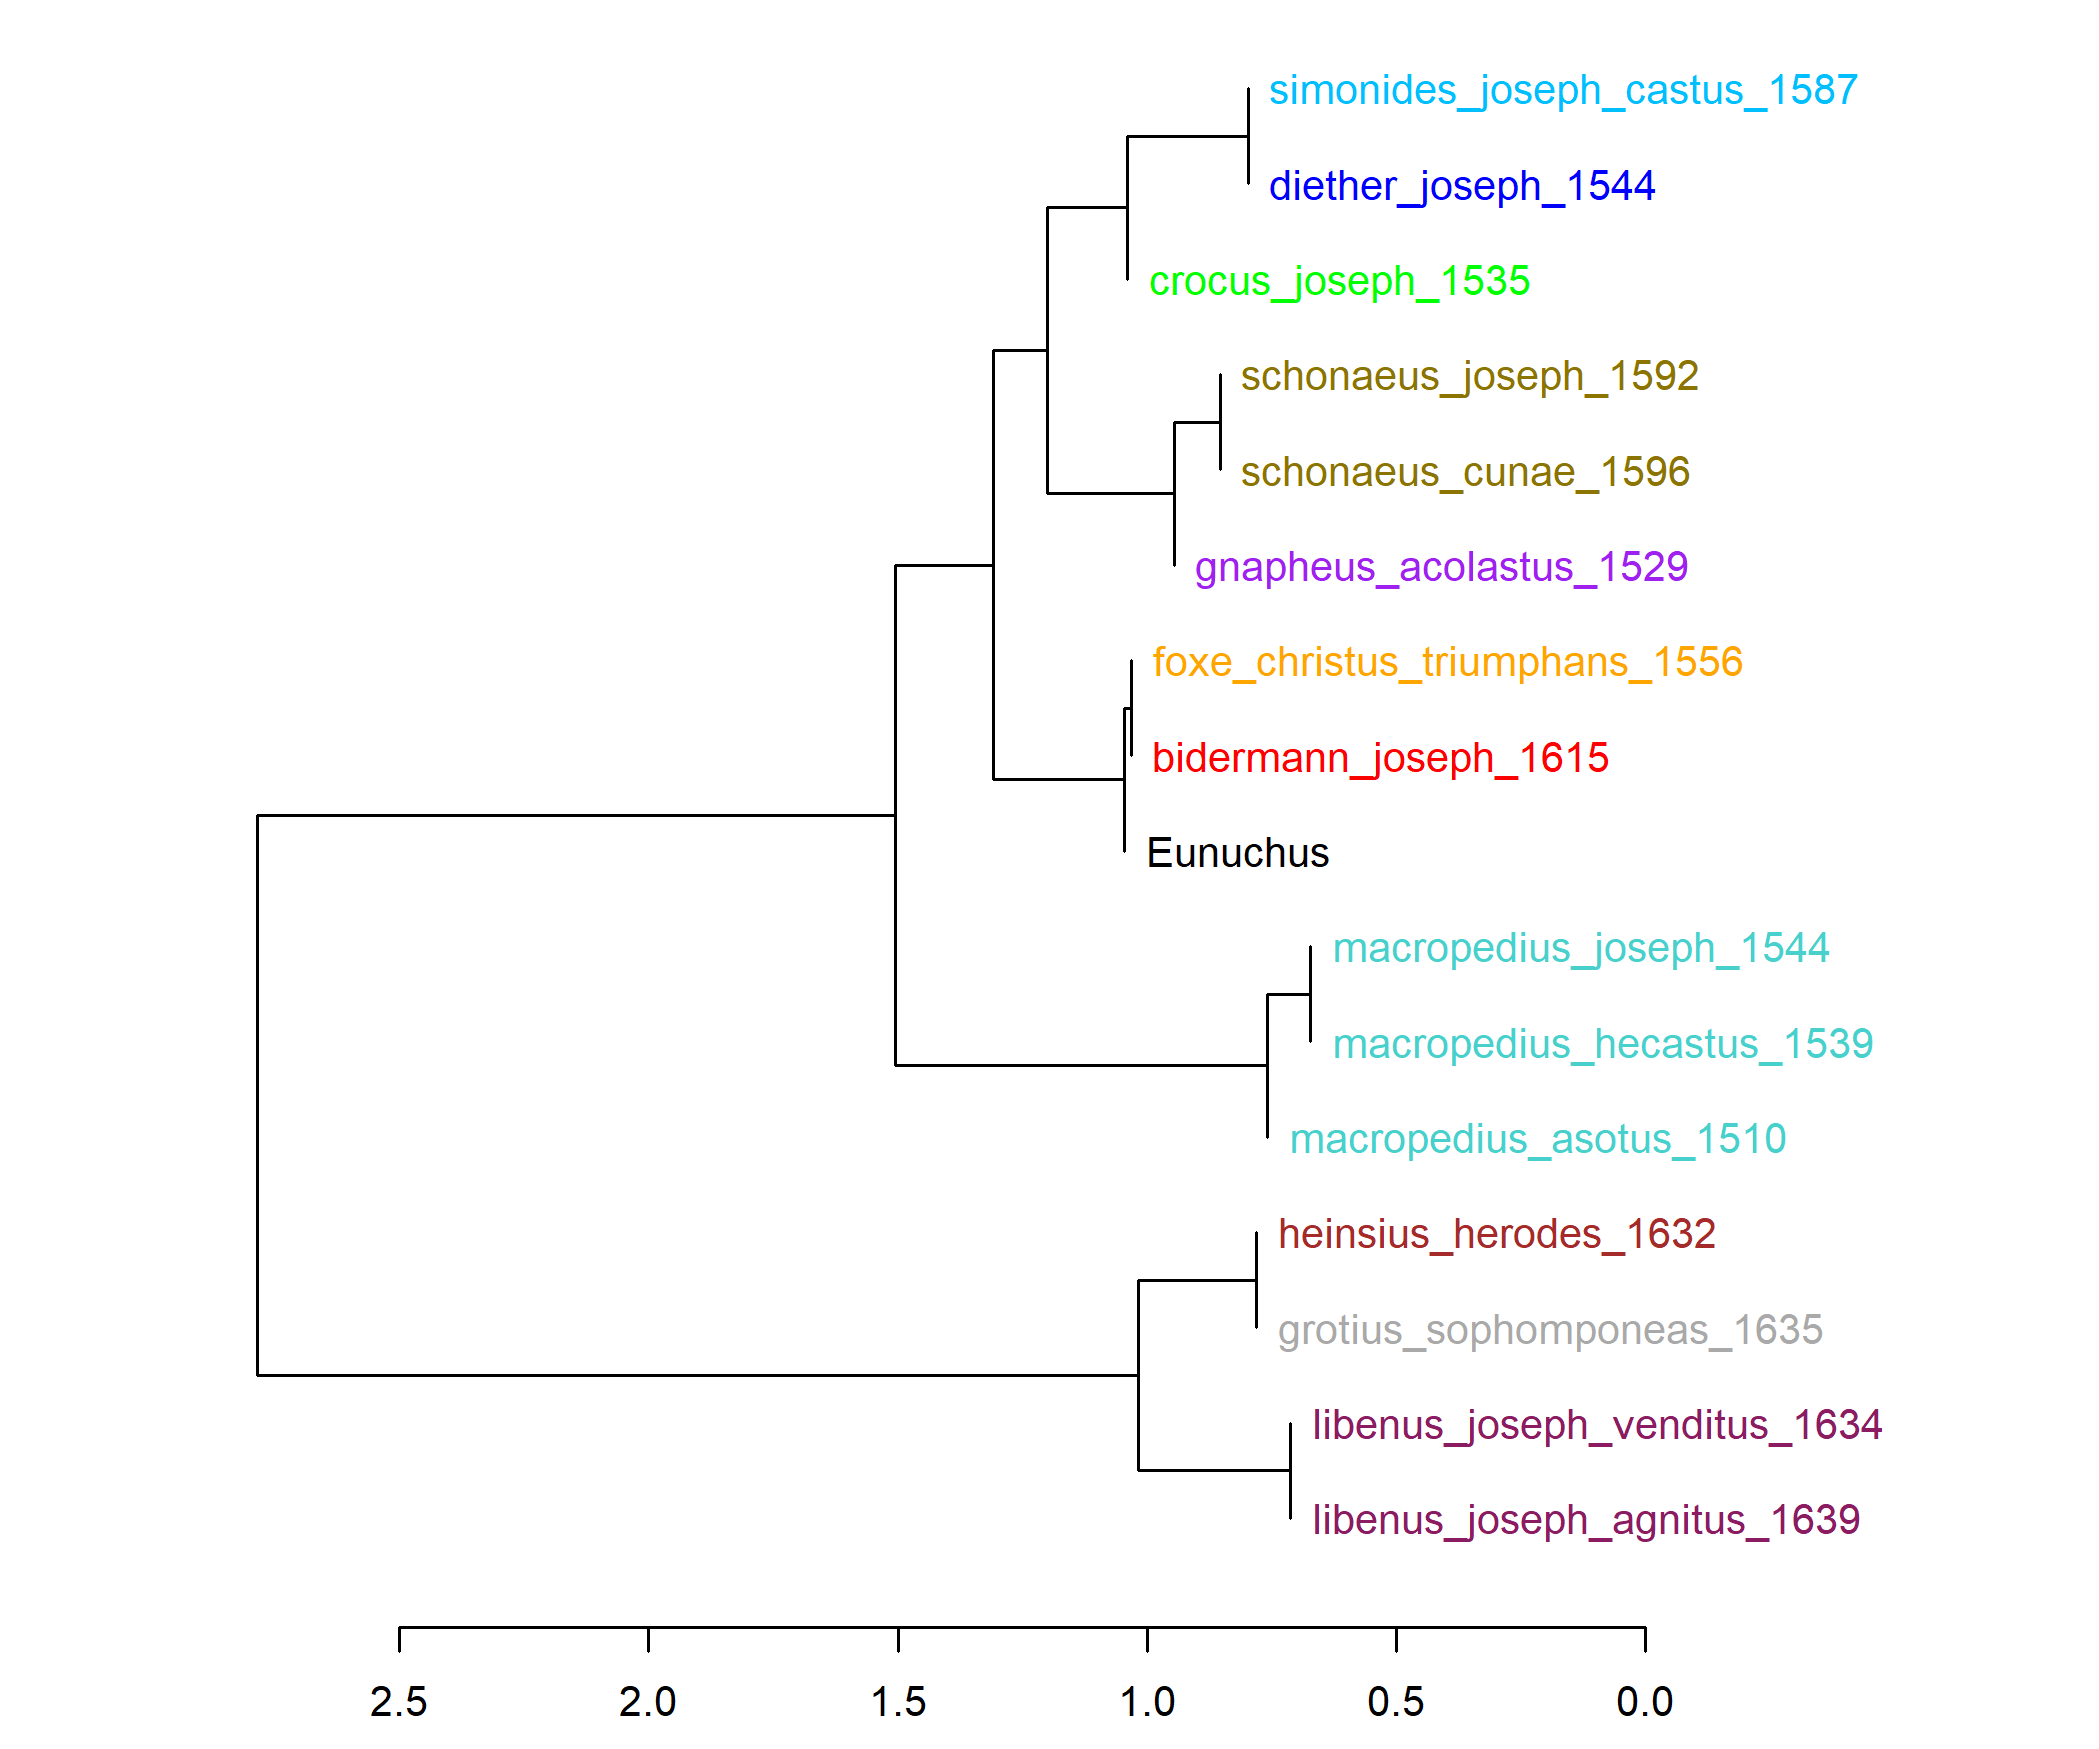 simonides_joseph_castus_1587
diether_joseph_1544
crocus_joseph_1535
schonaeus_joseph_1592
schonaeus_cunae_1596
gnapheus_acolastus_1529
foxe_christus_triumphans_1556
bidermann_joseph_1615
Eunuchus
macropedius_joseph_1544
macropedius_hecastus_1539
macropedius_asotus_1510
heinsius_herodes_1632
grotius_sophomponeas_1635
libenus_joseph_venditus_1634
libenus_joseph_agnitus_1639
2.5 2.0 1.5 1.0 0.5 0.0